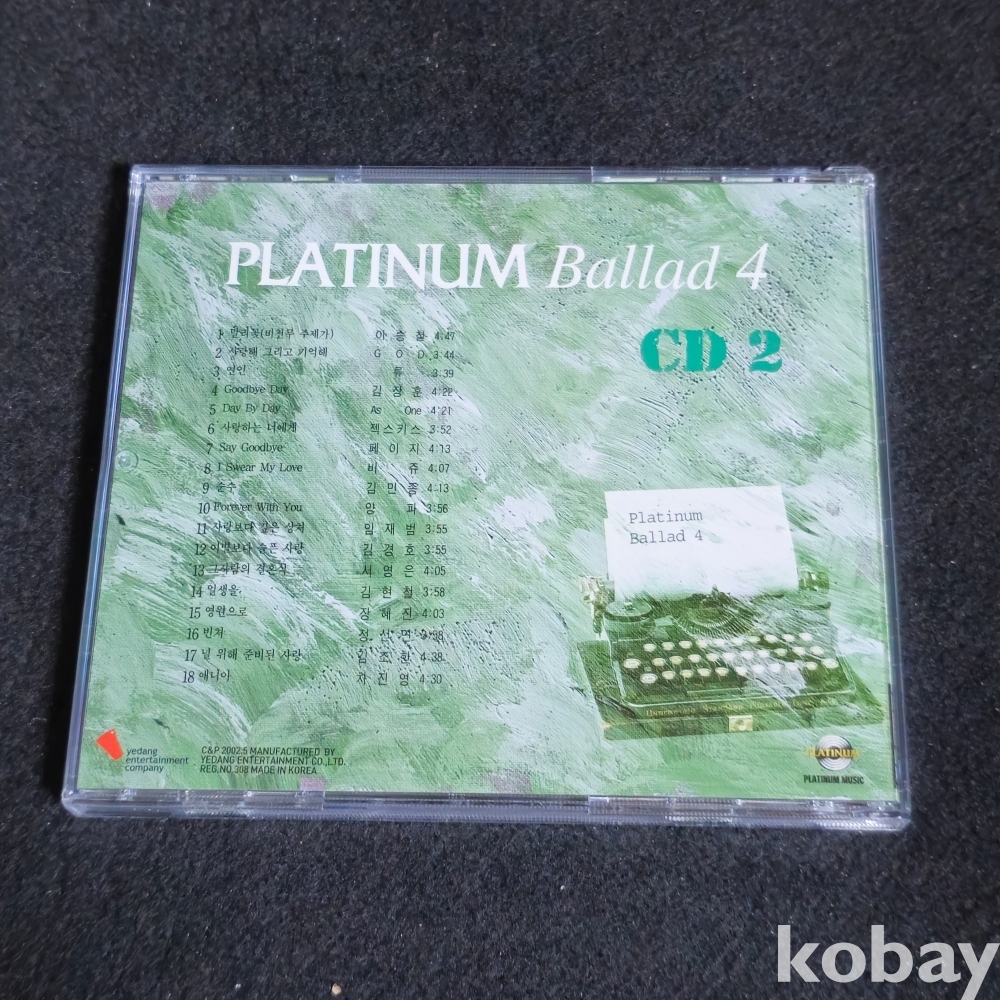 PLATINUM Ballad 4
CD 2
1 말리꽃(비천무 주제가) 이 승 철 4:47
2 사랑해 그리고 기억해 G O D 3:44
3 연인 류 3:39
4 Goodbye Day 김 장 훈 4:22
5 Day By Day As One 4:21
6 사랑하는 너에게 젝스키스 3:52
7 Say Goodbye 페 이 지 4:13
8 I Swear My Love 비 쥬 4:07
9 순수 김 민 종 4:13
10 Forever With You 양 파 3:56
11 사랑보다 깊은 상처 임 재 범 3:55
12 이별보다 슬픈 사랑 김 경 호 3:55
13 그사람의 결혼식 서 영 은 4:05
14 일생을 김 현 철 3:58
15 영원으로 장 혜 진 4:03
16 빈처
17 널 위해 준비된 사랑 김 조 한 4:38
18 애니아 차 진 영 4:30
Platinum
Ballad 4
yedang
entertainment
company
C&P 2002.5 MANUFACTURED BY
YEDANG ENTERTAINMENT CO.,LTD.
REG.NO.308 MADE IN KOREA
PLATINUM
PLATINUM MUSIC
kobay